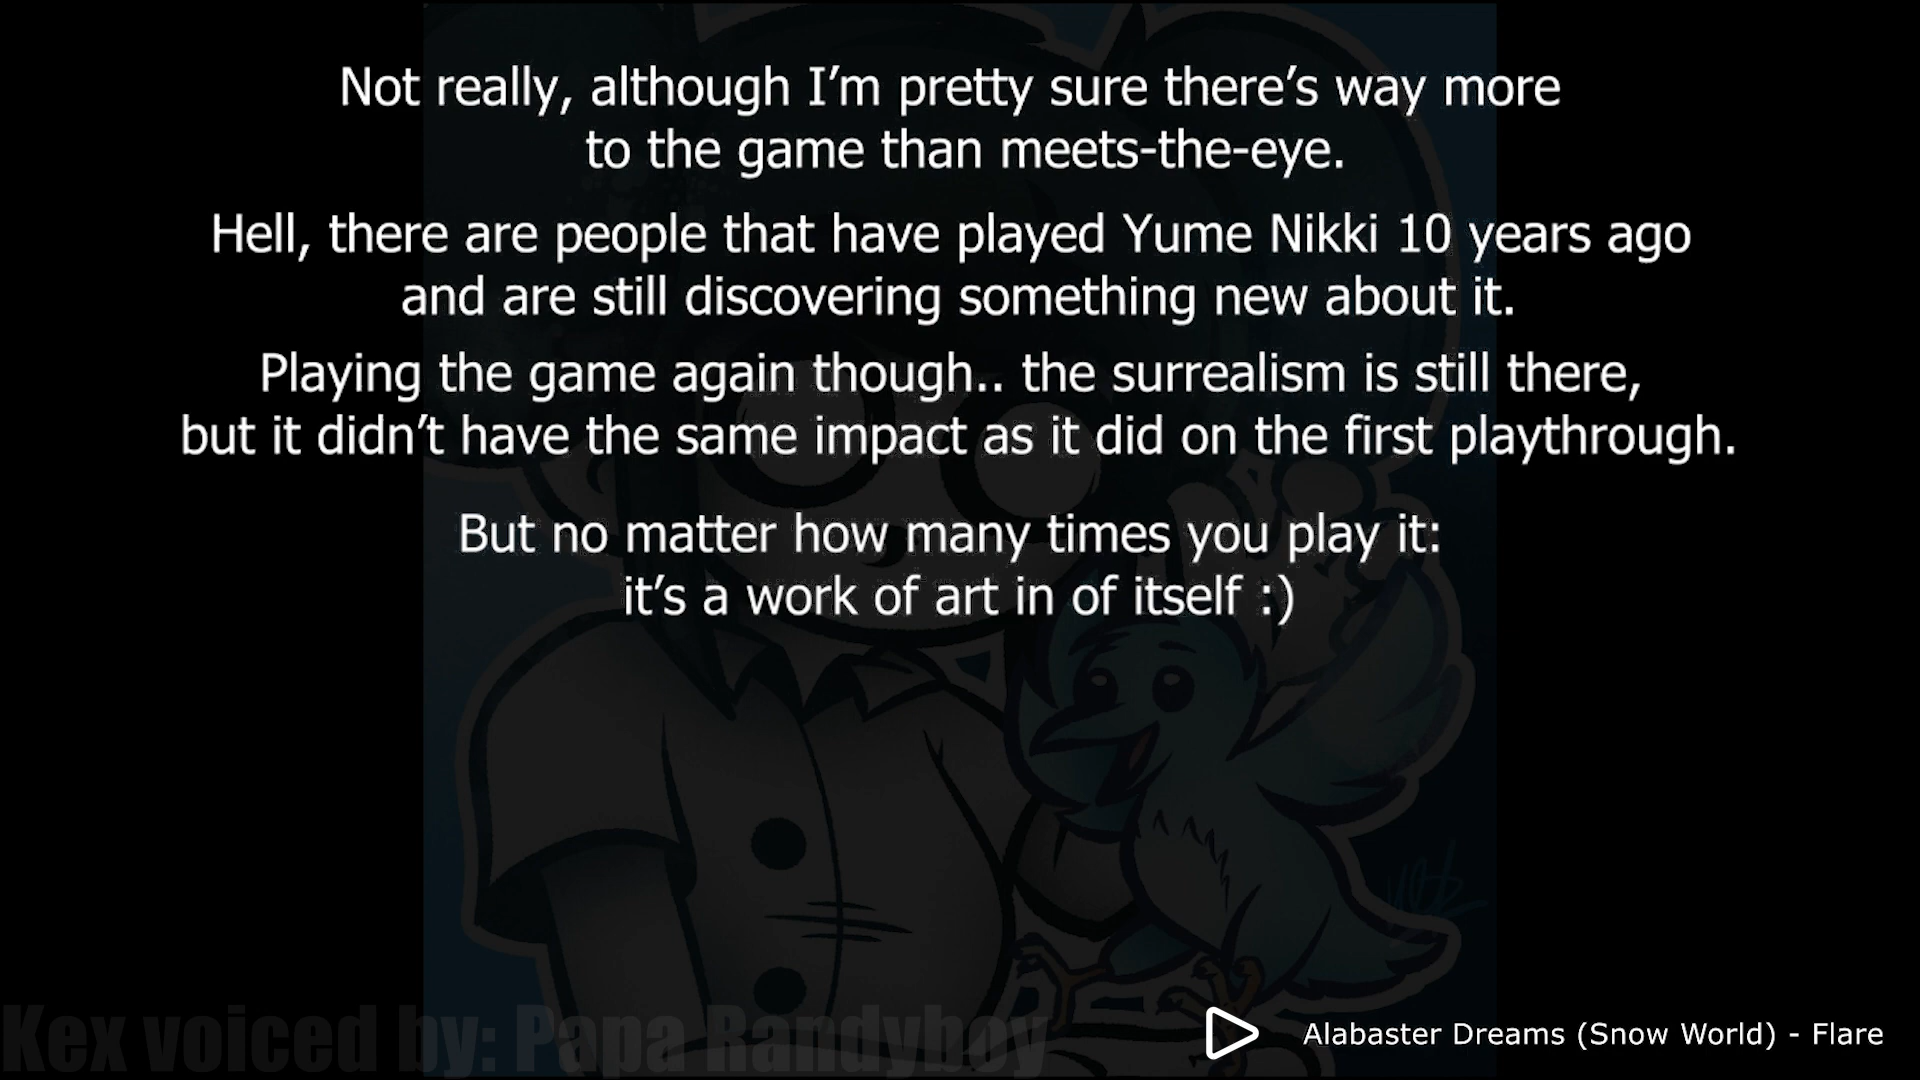 Not really, although I’m pretty sure there’s way more
to the game than meets-the-eye.
Hell, there are people that have played Yume Nikki 10 years ago
and are still discovering something new about it.
Playing the game again though.. the surrealism is still there,
but it didn’t have the same impact as it did on the first playthrough.
But no matter how many times you play it:
it’s a work of art in of itself :)
Kex voiced by: Papa Randyboy
Alabaster Dreams (Snow World) - Flare